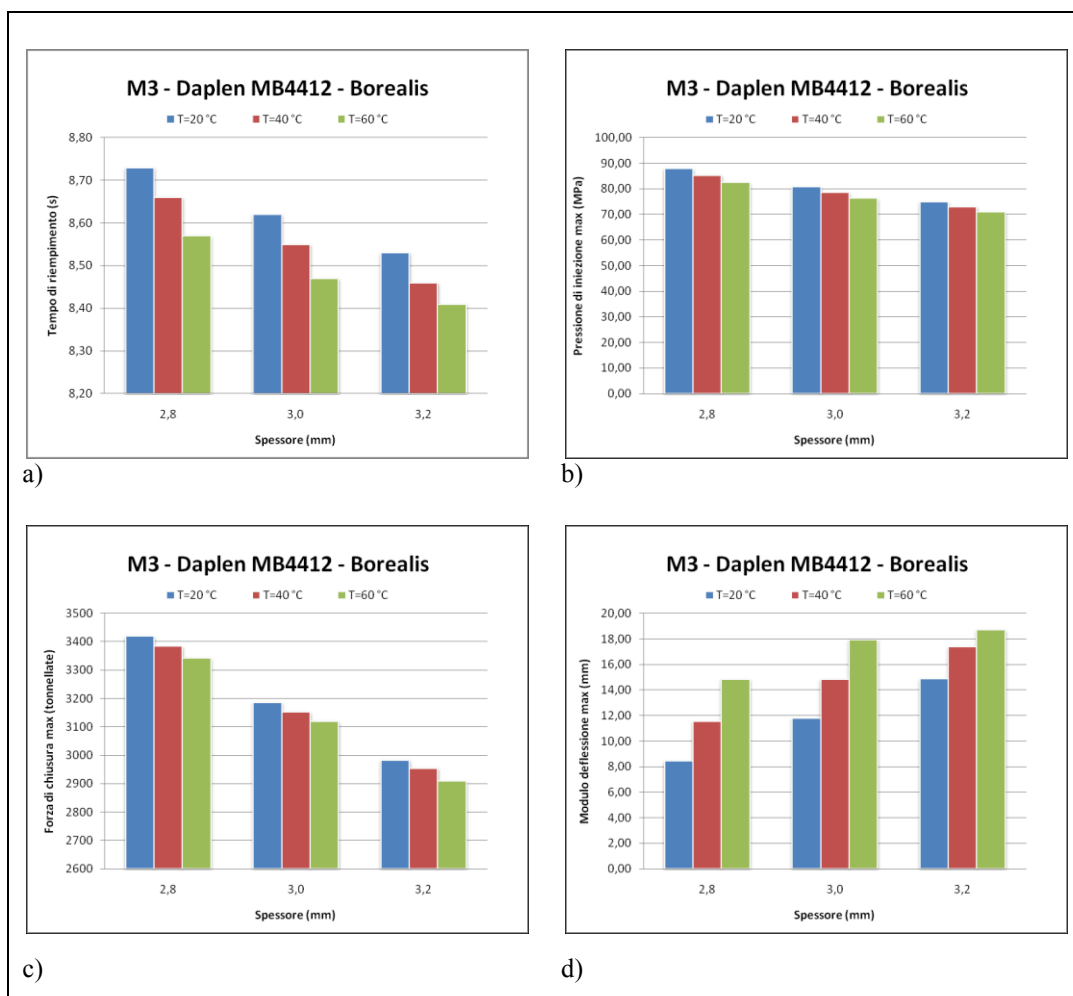 M3 - Daplen MB4412 - Borealis
T=20 °C T=40 °C T=60 °C
8,80
8,70
8,60
8,50
8,40
8,30
8,20
Tempo di riempimento (s)
2,8 3,0 3,2
Spessore (mm)
a)
M3 - Daplen MB4412 - Borealis
T=20 °C T=40 °C T=60 °C
100,00
90,00
80,00
70,00
60,00
50,00
40,00
30,00
20,00
10,00
0,00
Pressione di iniezione max (MPa)
2,8 3,0 3,2
Spessore (mm)
b)
M3 - Daplen MB4412 - Borealis
T=20 °C T=40 °C T=60 °C
3500
3400
3300
3200
3100
3000
2900
2800
2700
2600
Forza di chiusura max (tonnellate)
2,8 3,0 3,2
Spessore (mm)
c)
M3 - Daplen MB4412 - Borealis
T=20 °C T=40 °C T=60 °C
20,00
18,00
16,00
14,00
12,00
10,00
8,00
6,00
4,00
2,00
0,00
Modulo deflessione max (mm)
2,8 3,0 3,2
Spessore (mm)
d)